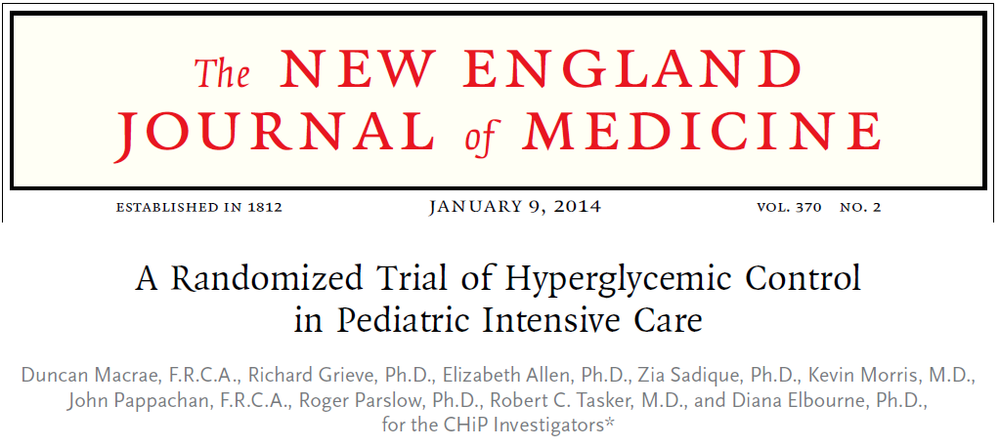 The NEW ENGLAND
JOURNAL of MEDICINE
ESTABLISHED IN 1812
JANUARY 9, 2014
VOL. 370 NO. 2
A Randomized Trial of Hyperglycemic Control
in Pediatric Intensive Care
Duncan Macrae, F.R.C.A., Richard Grieve, Ph.D., Elizabeth Allen, Ph.D., Zia Sadique, Ph.D., Kevin Morris, M.D.,
John Pappachan, F.R.C.A., Roger Parslow, Ph.D., Robert C. Tasker, M.D., and Diana Elbourne, Ph.D.,
for the CHiP Investigators*